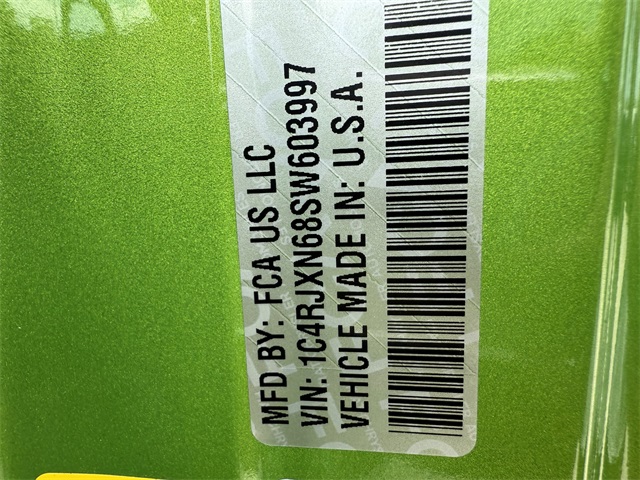 MFD BY: FCA US LLC
VIN: 1C4RJXN68SW603997
VEHICLE MADE IN: U.S.A.